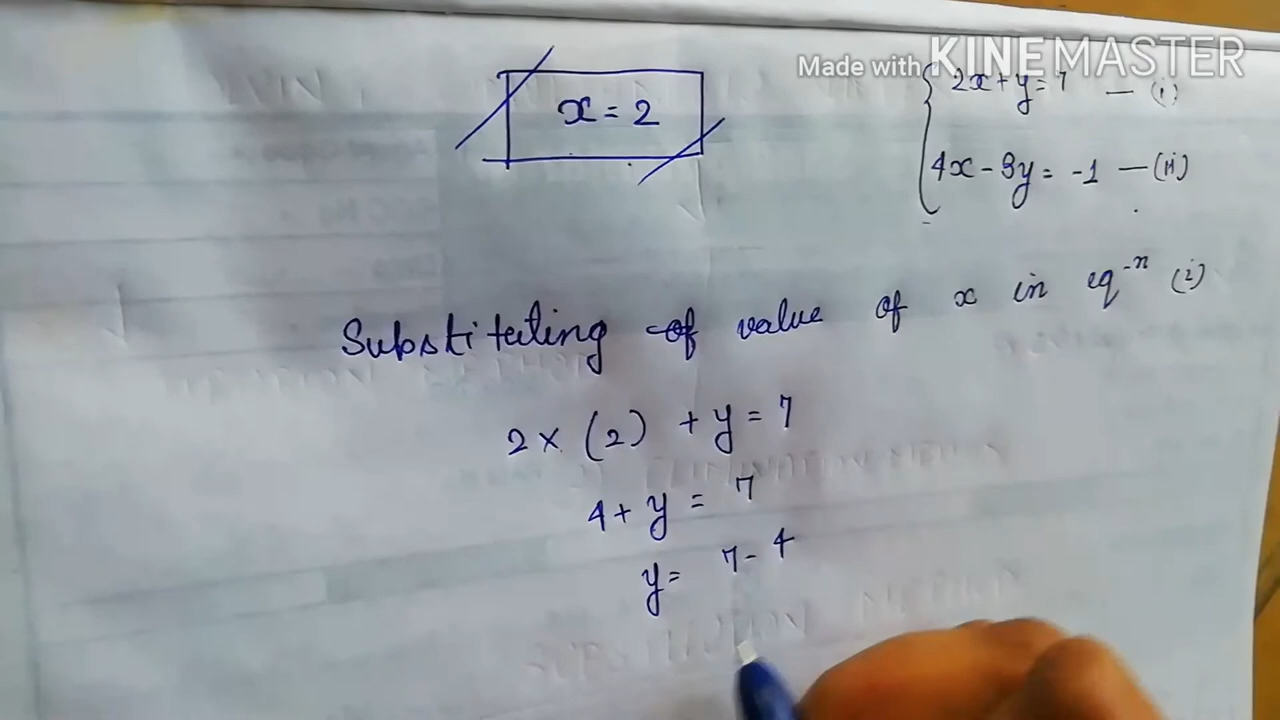 Made with KINEMASTER
x = 2
2x + y = 7 — (i)
4x - 3y = -1 — (ii)
Substituting of value of x in eq-n (i)
2 × (2) + y = 7
4 + y = 7
y = 7 - 4